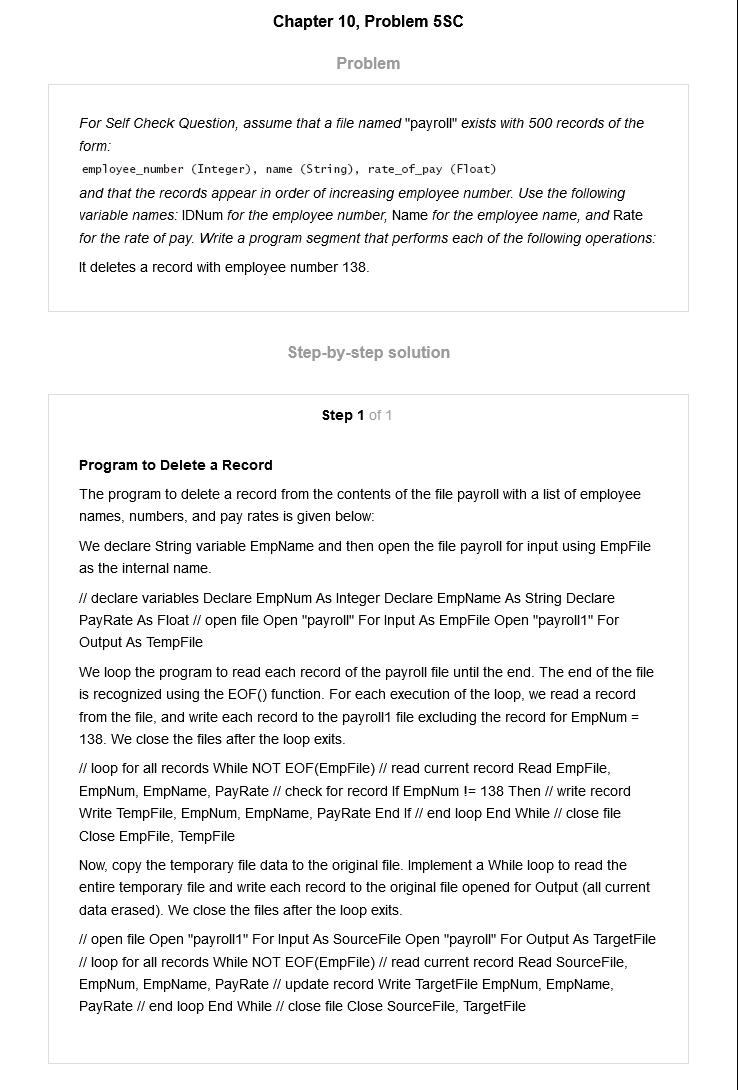 Chapter 10, Problem 5SC
Problem
For Self Check Question, assume that a file named "payroll" exists with 500 records of the
form:
employee_number (Integer), name (String), rate_of_pay (Float)
and that the records appear in order of increasing employee number. Use the following
variable names: IDNum for the employee number, Name for the employee name, and Rate
for the rate of pay. Write a program segment that performs each of the following operations:
It deletes a record with employee number 138.
Step-by-step solution
Step 1 of 1
Program to Delete a Record
The program to delete a record from the contents of the file payroll with a list of employee
names, numbers, and pay rates is given below:
We declare String variable EmpName and then open the file payroll for input using EmpFile
as the internal name.
// declare variables Declare EmpNum As Integer Declare EmpName As String Declare
PayRate As Float // open file Open "payroll" For Input As EmpFile Open "payroll1" For
Output As TempFile
We loop the program to read each record of the payroll file until the end. The end of the file
is recognized using the EOF() function. For each execution of the loop, we read a record
from the file, and write each record to the payroll1 file excluding the record for EmpNum =
138. We close the files after the loop exits.
// loop for all records While NOT EOF(EmpFile) // read current record Read EmpFile,
EmpNum, EmpName, PayRate // check for record If EmpNum != 138 Then // write record
Write TempFile, EmpNum, EmpName, PayRate End If // end loop End While // close file
Close EmpFile, TempFile
Now, copy the temporary file data to the original file. Implement a While loop to read the
entire temporary file and write each record to the original file opened for Output (all current
data erased). We close the files after the loop exits.
// open file Open "payroll1" For Input As SourceFile Open "payroll" For Output As TargetFile
// loop for all records While NOT EOF(EmpFile) // read current record Read SourceFile,
EmpNum, EmpName, PayRate // update record Write TargetFile EmpNum, EmpName,
PayRate // end loop End While // close file Close SourceFile, TargetFile